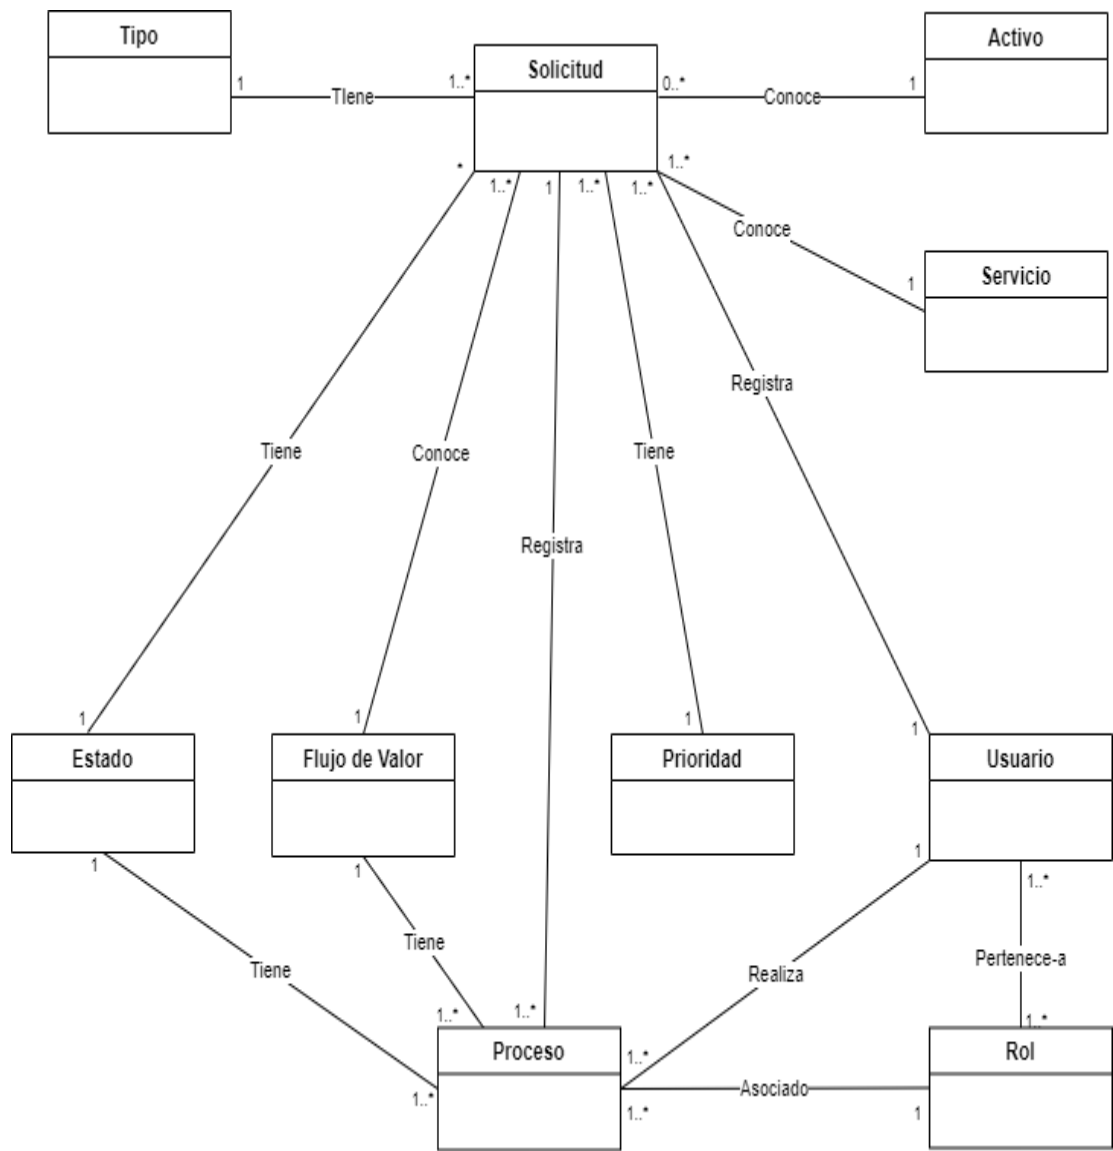 Tipo
Solicitud
Activo
1
TIene
1..*
0..*
Conoce
1
*
1..*
1
1..*
1..*
1..*
Conoce
1
Servicio
Registra
Tiene
Conoce
Tiene
Registra
1
1
1
1
Estado
Flujo de Valor
Prioridad
Usuario
1
1
1
1..*
Tiene
Tiene
Realiza
Pertenece-a
1..*
1..*
1..*
Proceso
Rol
1..*
1..*
Asociado
1..*
1